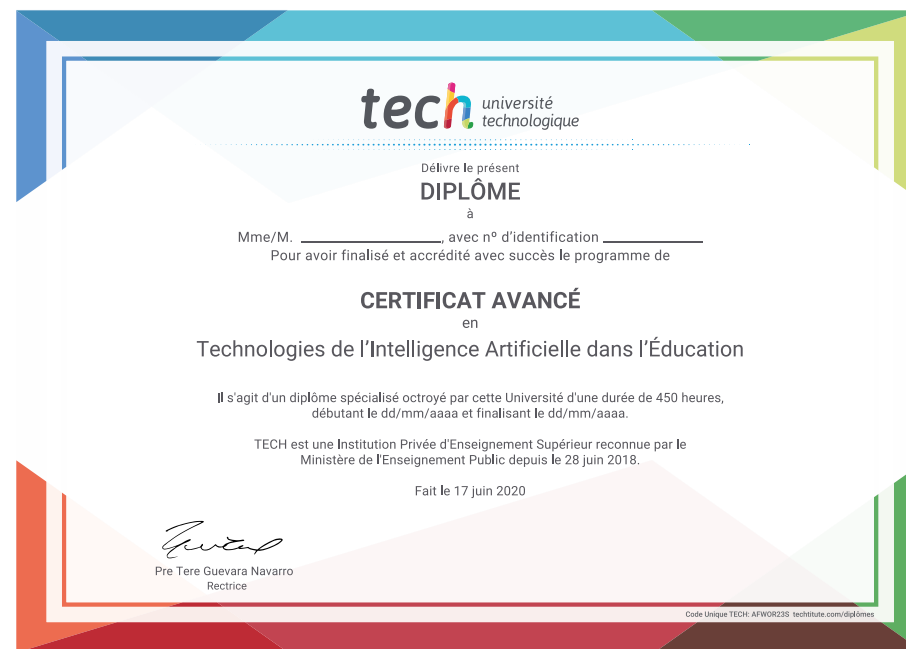 tech université
technologique
Délivre le présent
DIPLÔME
à
Mme/M. ____________________, avec nº d'identification ______________
Pour avoir finalisé et accrédité avec succès le programme de
CERTIFICAT AVANCÉ
en
Technologies de l'Intelligence Artificielle dans l'Éducation
Il s'agit d'un diplôme spécialisé octroyé par cette Université d'une durée de 450 heures,
débutant le dd/mm/aaaa et finalisant le dd/mm/aaaa.
TECH est une Institution Privée d'Enseignement Supérieur reconnue par le
Ministère de l'Enseignement Public depuis le 28 juin 2018.
Fait le 17 juin 2020
Pre Tere Guevara Navarro
Rectrice
Code Unique TECH: AFWOR23S techtitute.com/diplômes